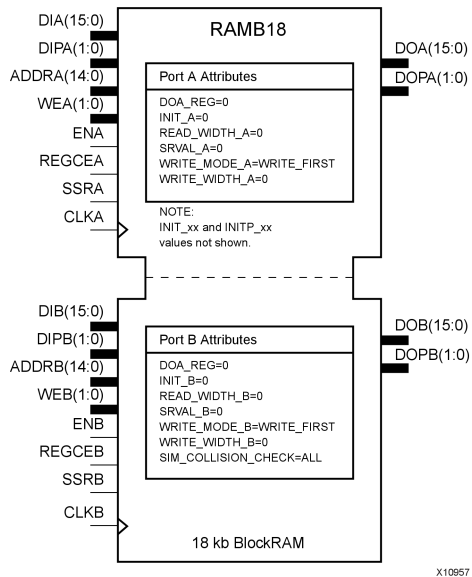 RAMB18
DIA(15:0)
DIPA(1:0)
ADDRA(14:0)
WEA(1:0)
ENA
REGCEA
SSRA
CLKA
Port A Attributes
DOA_REG=0
INIT_A=0
READ_WIDTH_A=0
SRVAL_A=0
WRITE_MODE_A=WRITE_FIRST
WRITE_WIDTH_A=0
NOTE:
INIT_xx and INITP_xx
values not shown.
DOA(15:0)
DOPA(1:0)
DIB(15:0)
DIPB(1:0)
ADDRB(14:0)
WEB(1:0)
ENB
REGCEB
SSRB
CLKB
Port B Attributes
DOA_REG=0
INIT_B=0
READ_WIDTH_B=0
SRVAL_B=0
WRITE_MODE_B=WRITE_FIRST
WRITE_WIDTH_B=0
SIM_COLLISION_CHECK=ALL
DOB(15:0)
DOPB(1:0)
18 kb BlockRAM
X10957